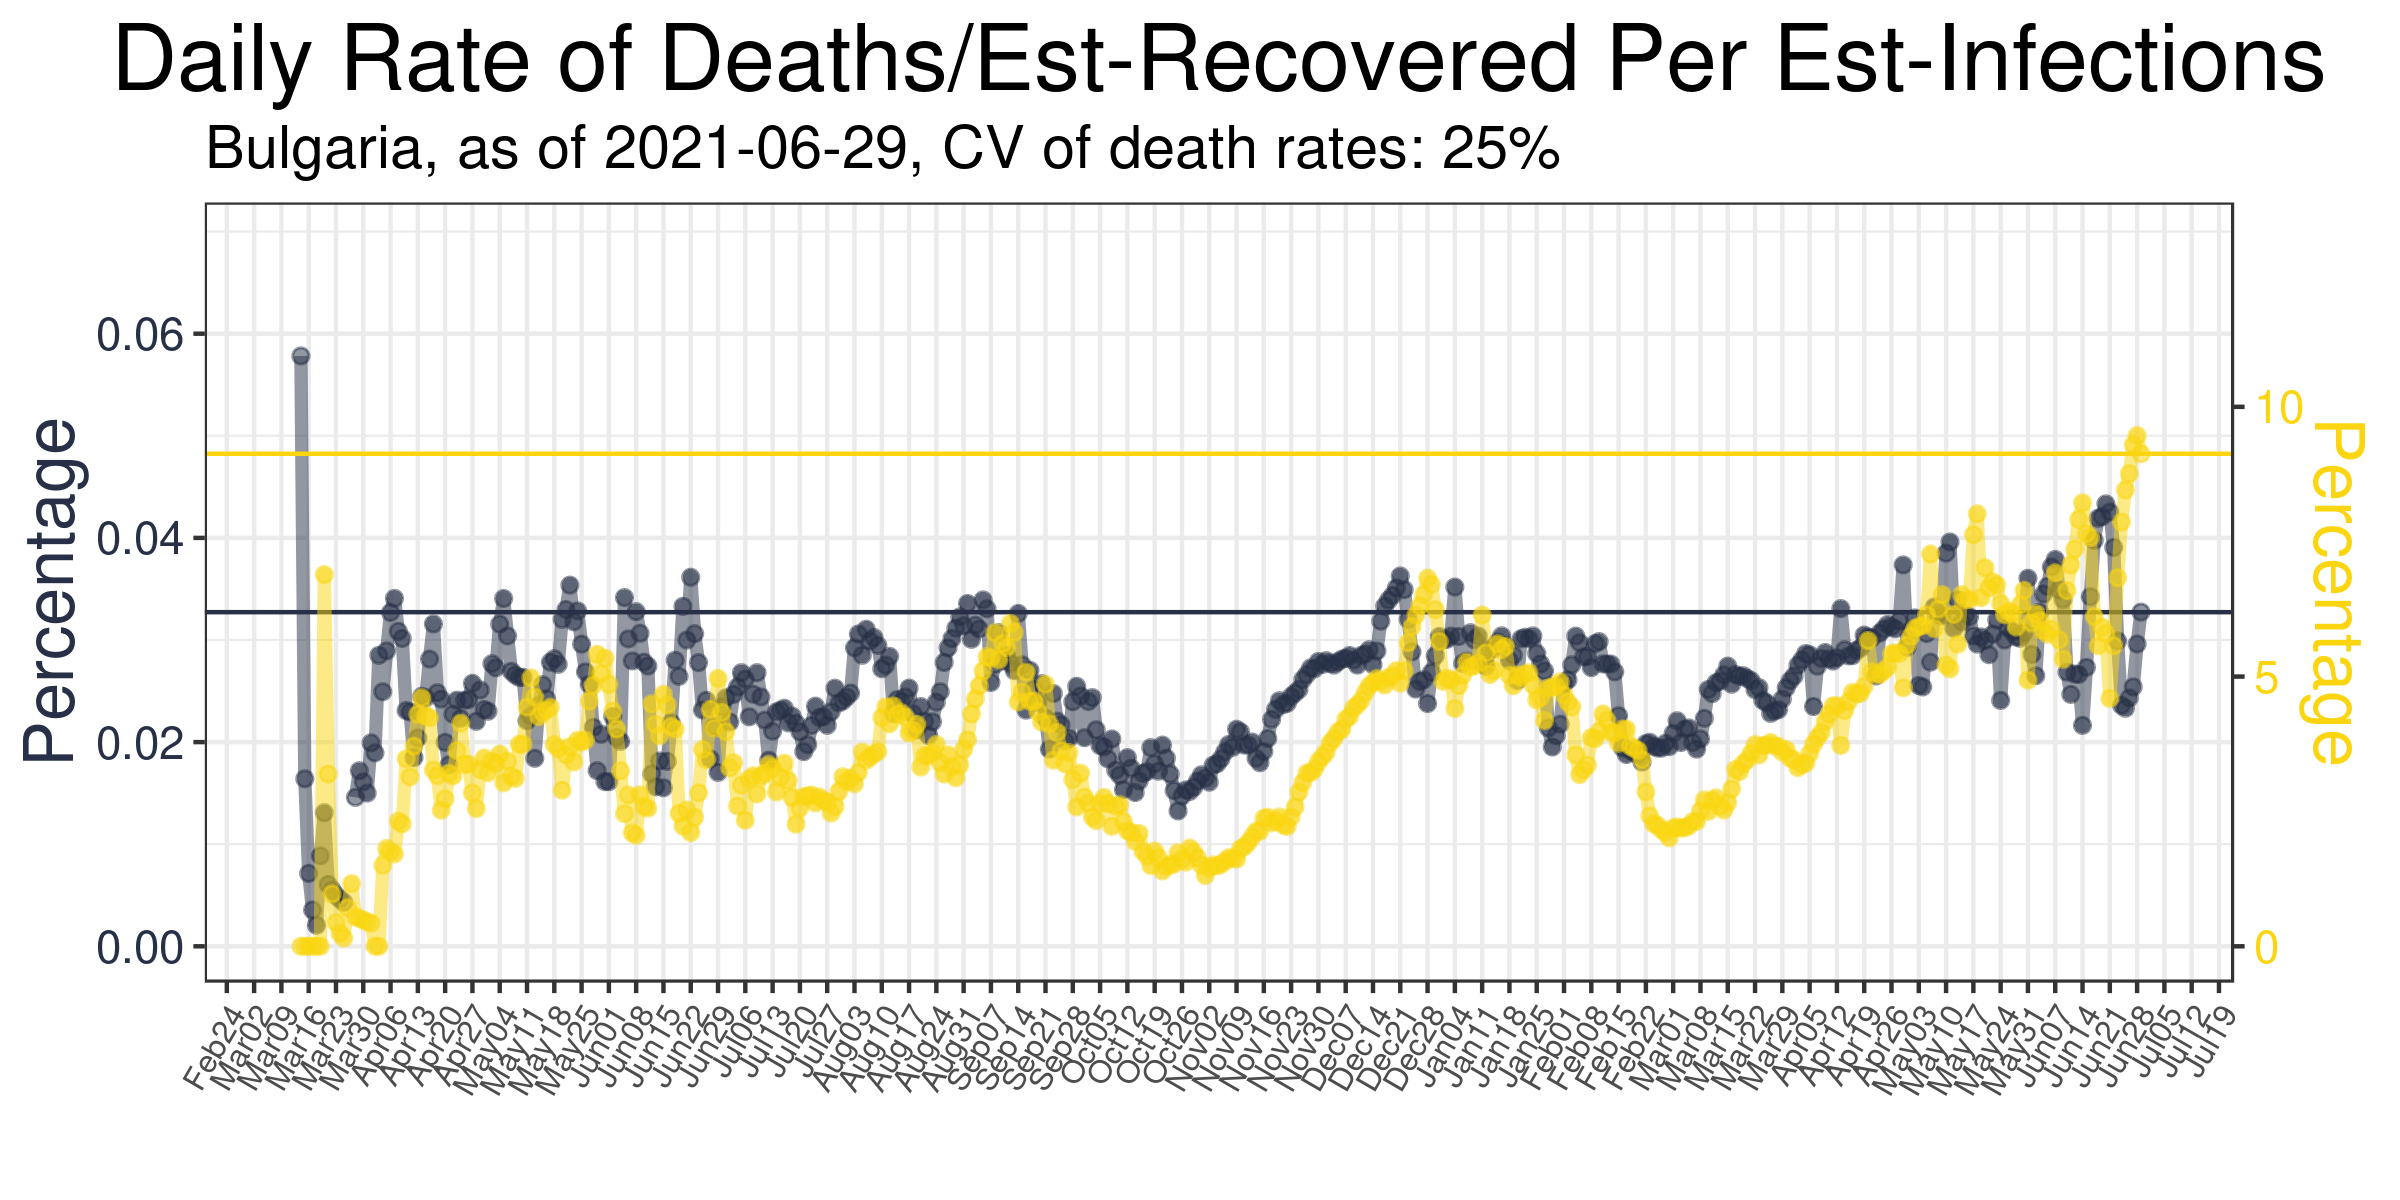 Daily Rate of Deaths/Est-Recovered Per Est-Infections
Bulgaria, as of 2021-06-29, CV of death rates: 25%
Percentage
0.06
0.04
0.02
0.00
10
5
0
Percentage
Feb24
Mar02
Mar09
Mar16
Mar23
Mar30
Apr06
Apr13
Apr20
Apr27
May04
May11
May18
May25
Jun01
Jun08
Jun15
Jun22
Jun29
Jul06
Jul13
Jul20
Jul27
Aug03
Aug10
Aug17
Aug24
Aug31
Sep07
Sep14
Sep21
Sep28
Oct05
Oct12
Oct19
Oct26
Nov02
Nov09
Nov16
Nov23
Nov30
Dec07
Dec14
Dec21
Dec28
Jan04
Jan11
Jan18
Jan25
Feb01
Feb08
Feb15
Feb22
Mar01
Mar08
Mar15
Mar22
Mar29
Apr05
Apr12
Apr19
Apr26
May03
May10
May17
May24
May31
Jun07
Jun14
Jun21
Jun28
Jul05
Jul12
Jul19